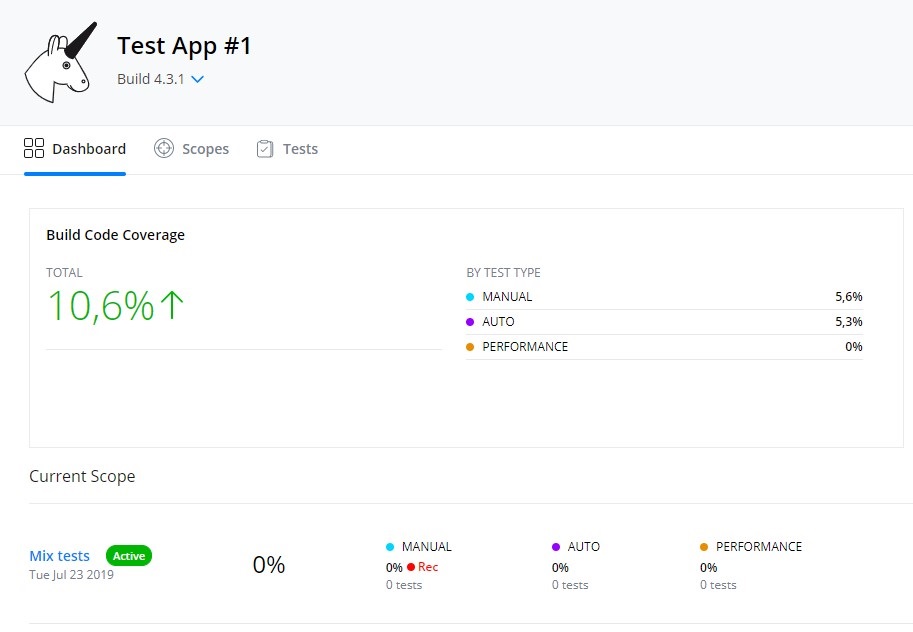 Test App #1
Build 4.3.1
Dashboard Scopes Tests
Build Code Coverage
TOTAL
10,6%↑
BY TEST TYPE
MANUAL 5,6%
AUTO 5,3%
PERFORMANCE 0%
Current Scope
Mix tests Active
Tue Jul 23 2019
0%
MANUAL
0% Rec
0 tests
AUTO
0%
0 tests
PERFORMANCE
0%
0 tests